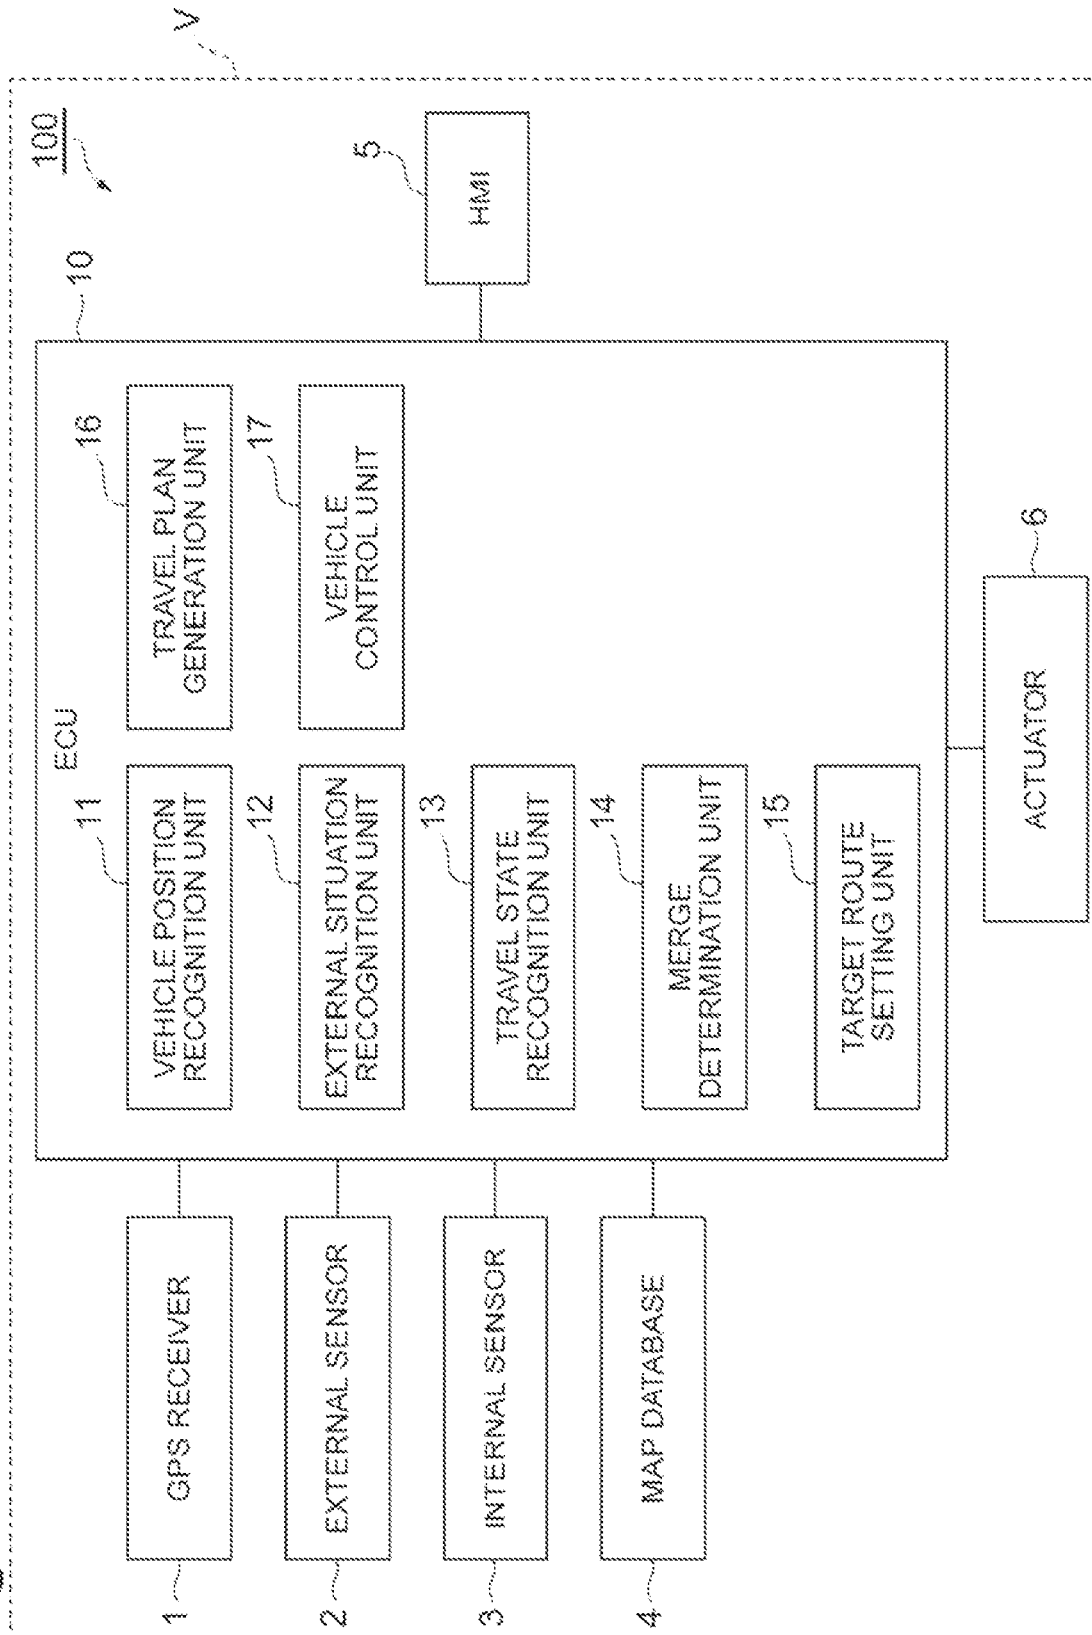 V
100
10
ECU
1
GPS RECEIVER
2
EXTERNAL SENSOR
3
INTERNAL SENSOR
4
MAP DATABASE
11
VEHICLE POSITION
RECOGNITION UNIT
12
EXTERNAL SITUATION
RECOGNITION UNIT
13
TRAVEL STATE
RECOGNITION UNIT
14
MERGE
DETERMINATION UNIT
15
TARGET ROUTE
SETTING UNIT
16
TRAVEL PLAN
GENERATION UNIT
17
VEHICLE
CONTROL UNIT
5
HMI
6
ACTUATOR